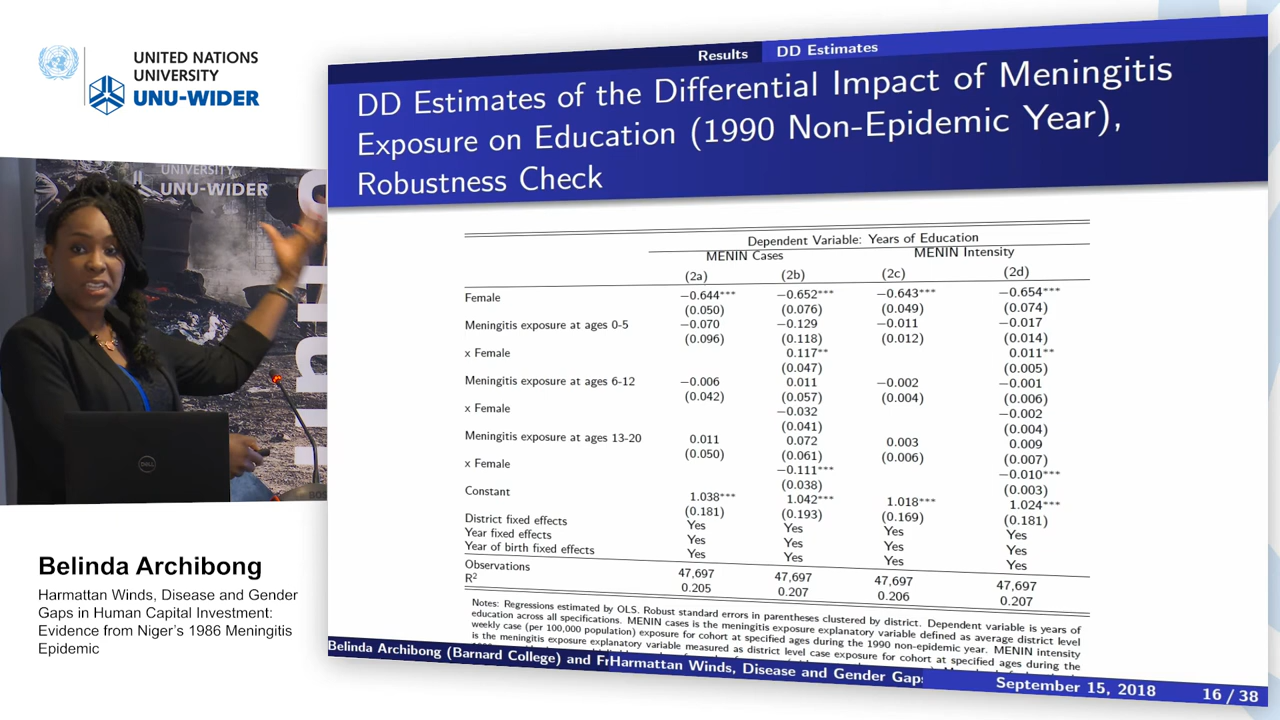 UNITED NATIONS
UNIVERSITY
UNU-WIDER
UNIVERSITY
UNU-WIDER
DELL
Belinda Archibong
Harmattan Winds, Disease and Gender
Gaps in Human Capital Investment:
Evidence from Niger's 1986 Meningitis
Epidemic
Results DD Estimates
DD Estimates of the Differential Impact of Meningitis
Exposure on Education (1990 Non-Epidemic Year),
Robustness Check
Dependent Variable: Years of Education
MENIN Cases MENIN Intensity
(2a) (2b) (2c) (2d)
Female −0.644*** −0.652*** −0.643*** −0.654***
(0.050) (0.076) (0.049) (0.074)
Meningitis exposure at ages 0-5 −0.070 −0.129 −0.011 −0.017
(0.096) (0.118) (0.012) (0.014)
x Female 0.117** 0.011**
(0.047) (0.005)
Meningitis exposure at ages 6-12 −0.006 0.011 −0.002 −0.001
(0.042) (0.057) (0.004) (0.006)
x Female −0.032 −0.002
(0.041) (0.004)
Meningitis exposure at ages 13-20 0.011 0.072 0.003 0.009
(0.050) (0.061) (0.006) (0.007)
x Female −0.111*** −0.010***
(0.038) (0.003)
Constant 1.038*** 1.042*** 1.018*** 1.024***
(0.181) (0.193) (0.169) (0.181)
District fixed effects Yes Yes Yes Yes
Year fixed effects Yes Yes Yes Yes
Year of birth fixed effects Yes Yes Yes Yes
Observations 47,697 47,697 47,697 47,697
R² 0.205 0.207 0.206 0.207
Notes: Regressions estimated by OLS. Robust standard errors in parentheses clustered by district. Dependent variable is years of
education across all specifications. MENIN cases is the meningitis exposure explanatory variable defined as average district level
weekly case (per 100,000 population) exposure for cohort at specified ages during the 1990 non-epidemic year. MENIN intensity
is the meningitis exposure explanatory variable measured as district level case exposure for cohort at specified ages during the
Belinda Archibong (Barnard College) and Fr Harmattan Winds, Disease and Gender Gap: September 15, 2018 16 / 38